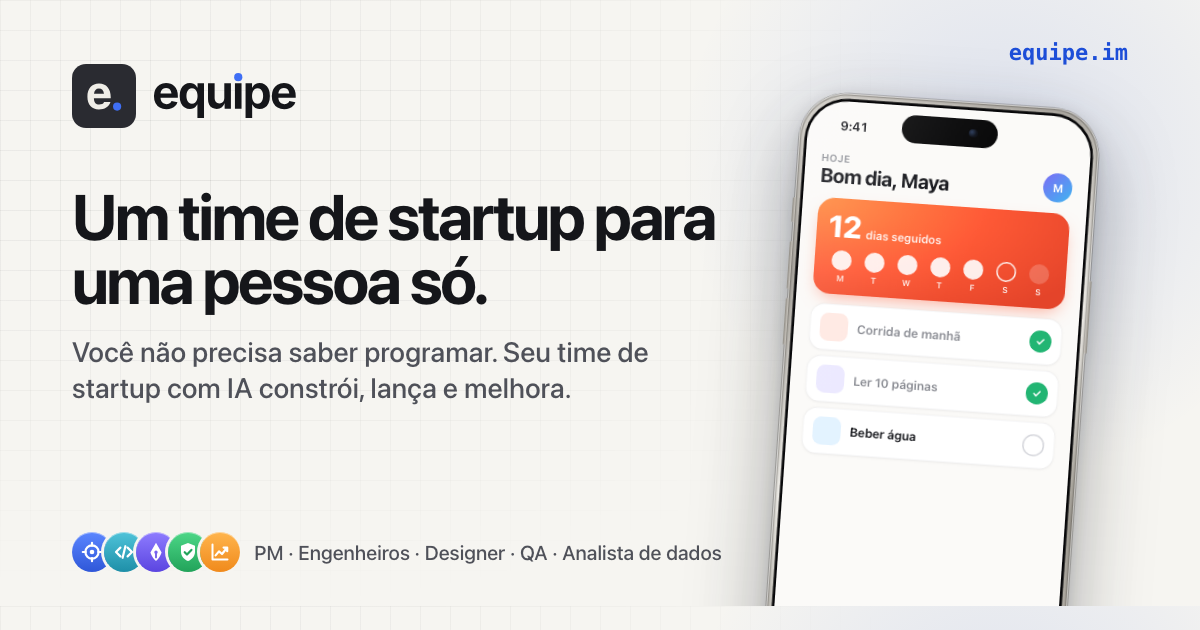 equipe.im
e. equipe
Um time de startup para
uma pessoa só.
Você não precisa saber programar. Seu time de
startup com IA constrói, lança e melhora.
PM · Engenheiros · Designer · QA · Analista de dados
9:41
HOJE
Bom dia, Maya
M
12 dias seguidos
M T W T F S S
Corrida de manhã
Ler 10 páginas
Beber água